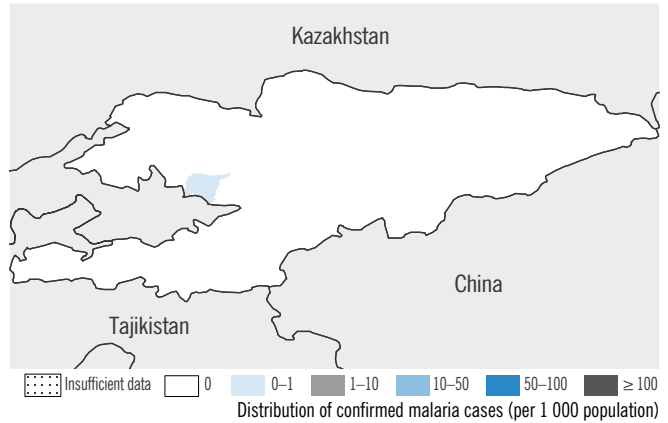 Kazakhstan
China
Tajikistan
Insufficient data 0 0–1 1–10 10–50 50–100 ≥ 100
Distribution of confirmed malaria cases (per 1 000 population)